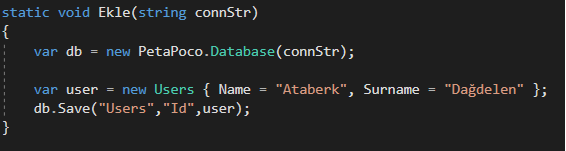 static void Ekle(string connStr)
{
var db = new PetaPoco.Database(connStr);
var user = new Users { Name = "Ataberk", Surname = "Dağdelen" };
db.Save("Users","Id",user);
}